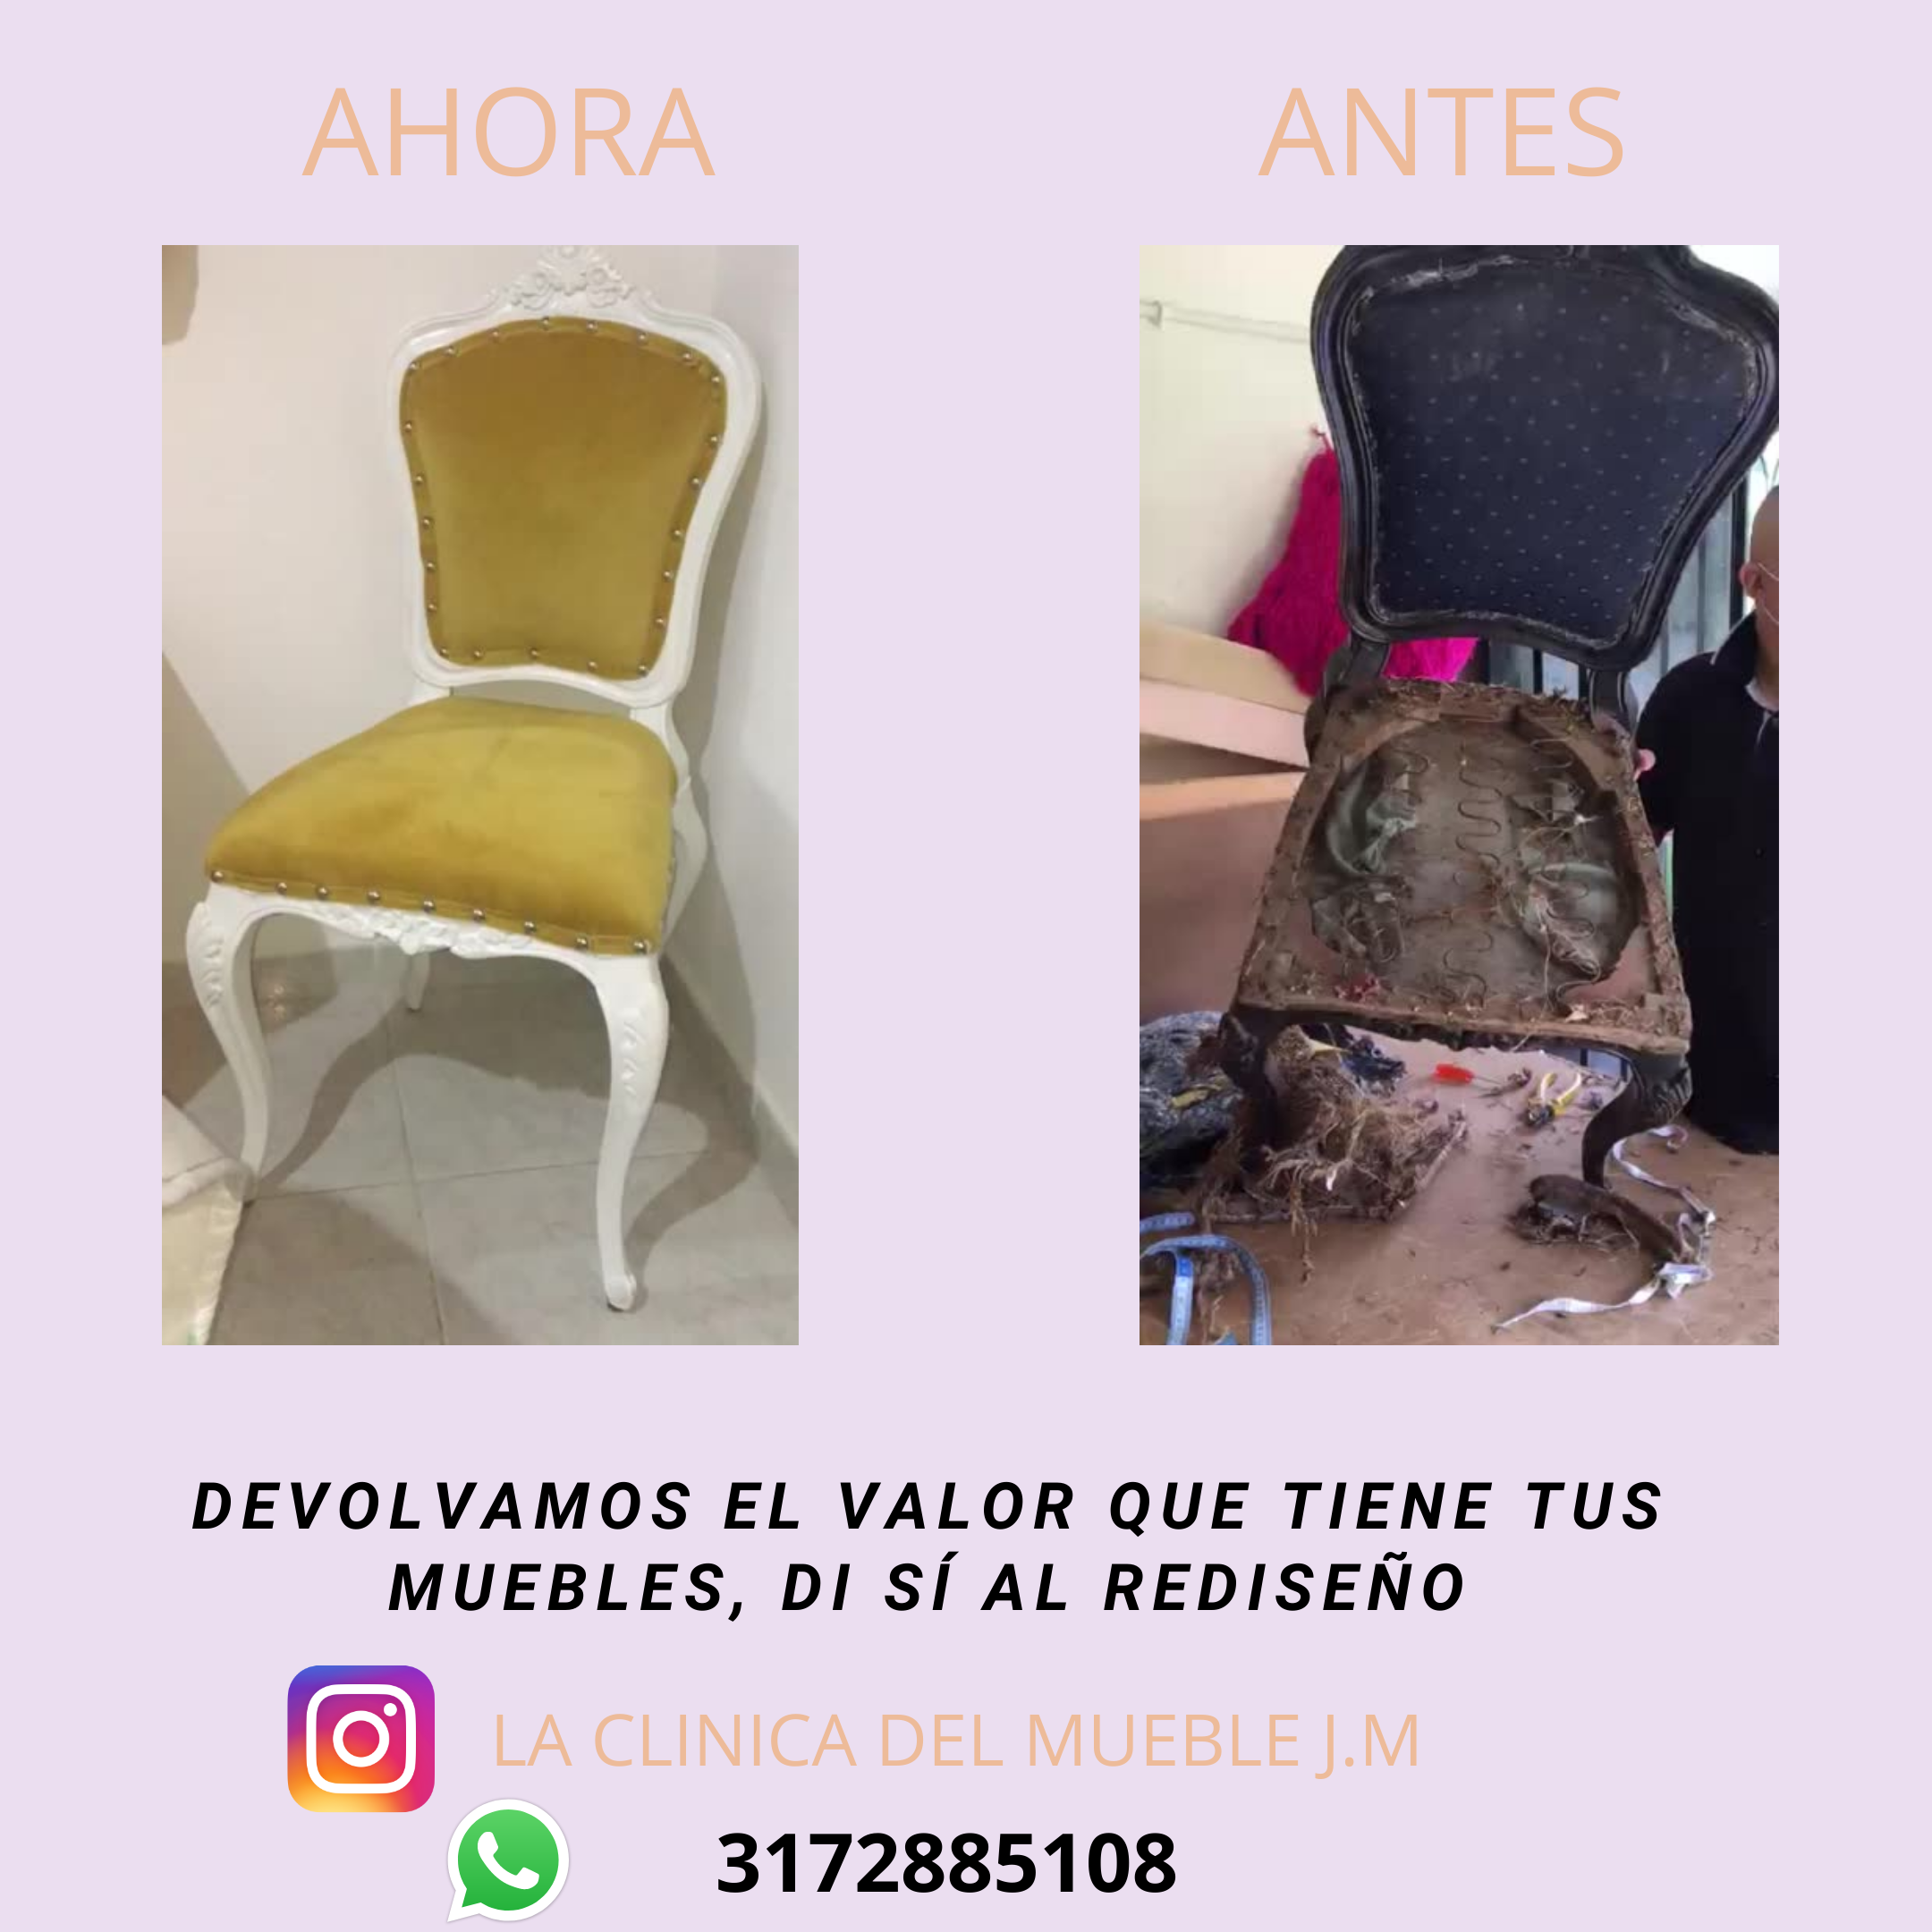 AHORA
ANTES
DEVOLVAMOS EL VALOR QUE TIENE TUS
MUEBLES, DI SÍ AL REDISEÑO
LA CLINICA DEL MUEBLE J.M
3172885108